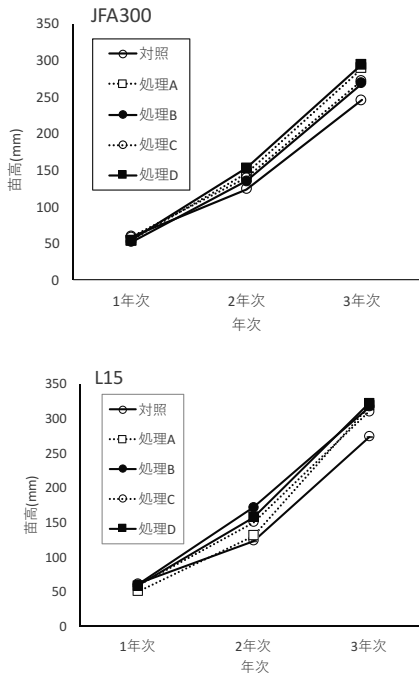 JFA300
350
300
250
200
150
100
50
0
苗高(mm)
対照
処理A
処理B
処理C
処理D
1年次 2年次 3年次
年次
L15
350
300
250
200
150
100
50
0
苗高(mm)
対照
処理A
処理B
処理C
処理D
1年次 2年次 3年次
年次